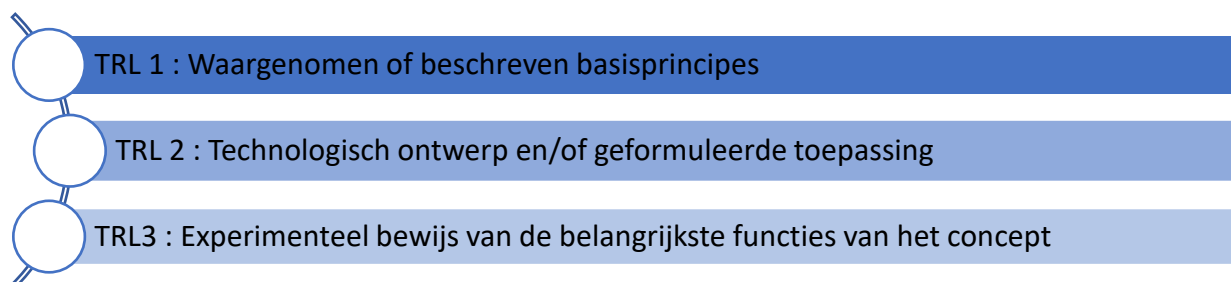 TRL 1 : Waargenomen of beschreven basisprincipes
TRL 2 : Technologisch ontwerp en/of geformuleerde toepassing
TRL3 : Experimenteel bewijs van de belangrijkste functies van het concept